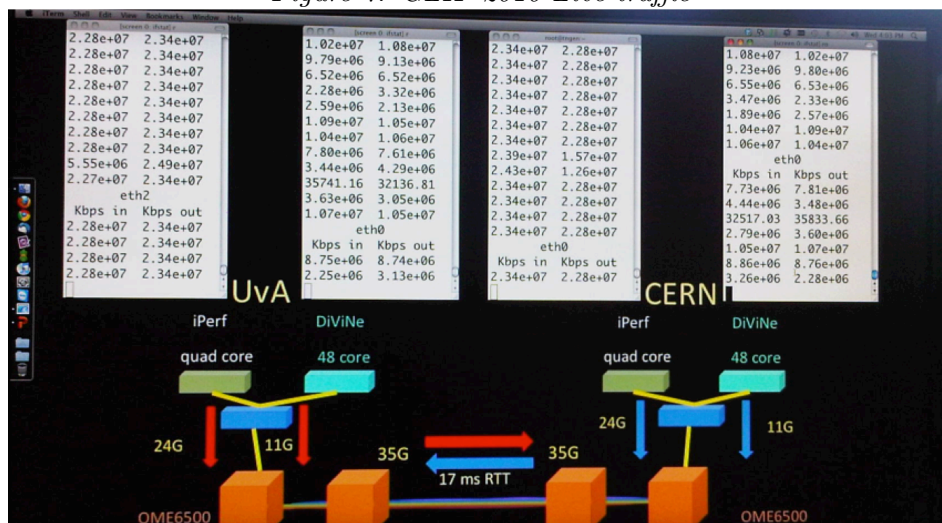 iTerm Shell Edit View Bookmarks Window Help
2.28e+07 2.34e+07
2.28e+07 2.34e+07
2.28e+07 2.34e+07
2.28e+07 2.34e+07
2.28e+07 2.34e+07
2.28e+07 2.34e+07
2.28e+07 2.34e+07
2.28e+07 2.34e+07
5.55e+06 2.49e+07
2.27e+07 2.34e+07
eth2
Kbps in Kbps out
2.28e+07 2.34e+07
2.28e+07 2.34e+07
2.28e+07 2.34e+07
2.28e+07 2.34e+07
1.02e+07 1.08e+07
9.79e+06 9.13e+06
6.52e+06 6.52e+06
2.28e+06 3.32e+06
2.59e+06 2.13e+06
1.09e+07 1.05e+07
1.04e+07 1.06e+07
7.80e+06 7.61e+06
3.44e+06 4.29e+06
35741.16 32136.81
3.63e+06 3.05e+06
1.07e+07 1.05e+07
eth0
Kbps in Kbps out
8.75e+06 8.74e+06
2.25e+06 3.13e+06
2.34e+07 2.28e+07
2.34e+07 2.28e+07
2.34e+07 2.28e+07
2.34e+07 2.28e+07
2.34e+07 2.28e+07
2.34e+07 2.28e+07
2.34e+07 2.28e+07
2.39e+07 1.57e+07
2.43e+07 1.26e+07
2.34e+07 2.28e+07
2.34e+07 2.28e+07
2.34e+07 2.28e+07
2.34e+07 2.28e+07
eth0
Kbps in Kbps out
2.34e+07 2.28e+07
Wed 4:03 PM
1.08e+07 1.02e+07
9.23e+06 9.80e+06
6.55e+06 6.53e+06
3.47e+06 2.33e+06
1.89e+06 2.57e+06
1.04e+07 1.09e+07
1.06e+07 1.04e+07
eth0
Kbps in Kbps out
7.73e+06 7.81e+06
4.44e+06 3.48e+06
32517.03 35833.66
2.79e+06 3.60e+06
1.05e+07 1.07e+07
8.86e+06 8.76e+06
3.26e+06 2.28e+06
UvA
CERN
iPerf DiViNe
iPerf DiViNe
quad core 48 core
quad core 48 core
24G 11G
24G 11G
35G 35G
17 ms RTT
OME6500
OME6500